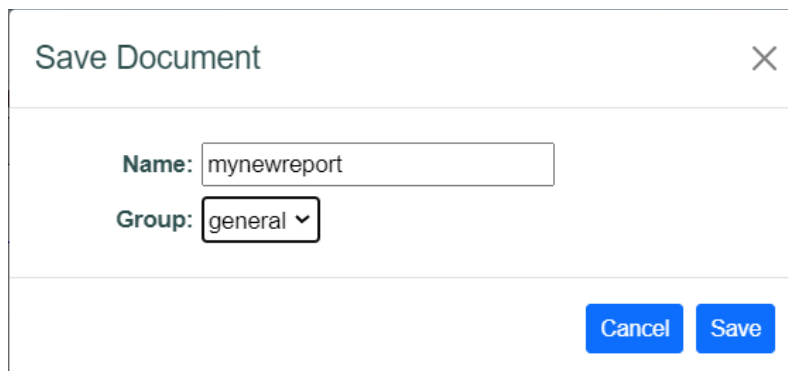 Save Document
Name: mynewreport
Group: general
Cancel Save